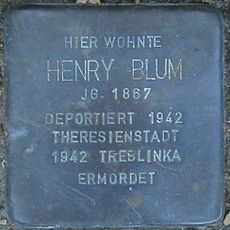 HIER WOHNTE
HENRY BLUM
JG. 1867
DEPORTIERT 1942
THERESIENSTADT
1942 TREBLINKA
ERMORDET